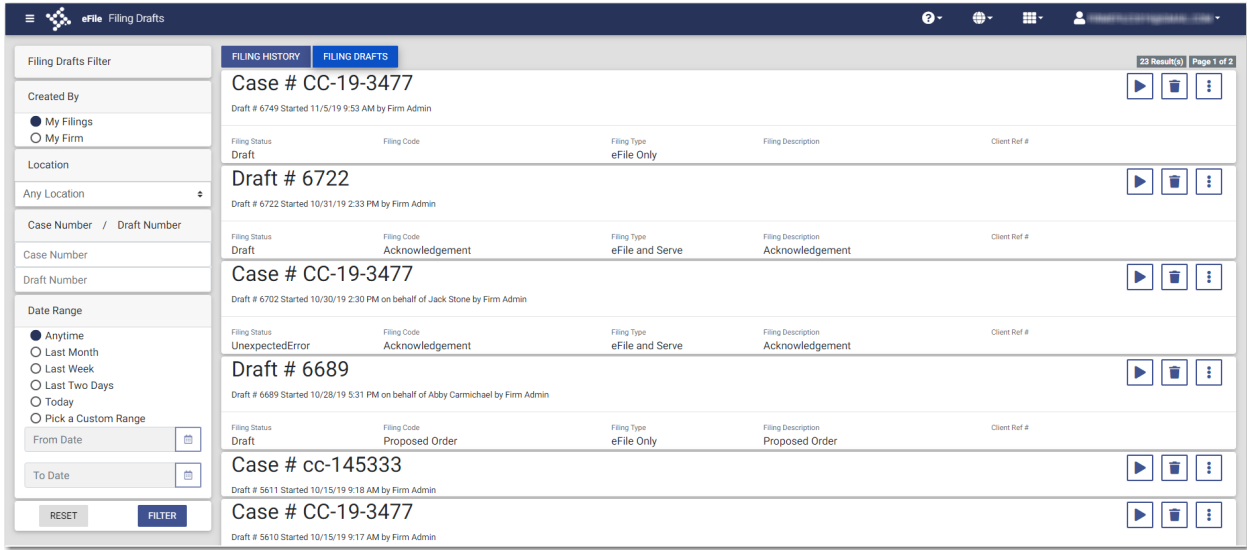 eFile Filing Drafts
Filing Drafts Filter
Created By
My Filings
My Firm
Location
Any Location
Case Number / Draft Number
Case Number
Draft Number
Date Range
Anytime
Last Month
Last Week
Last Two Days
Today
Pick a Custom Range
From Date
To Date
RESET FILTER
FILING HISTORY FILING DRAFTS
23 Result(s) Page 1 of 2
Case # CC-19-3477
Draft # 6749 Started 11/5/19 9:53 AM by Firm Admin
Filing Status Filing Code Filing Type Filing Description Client Ref #
Draft eFile Only
Draft # 6722
Draft # 6722 Started 10/31/19 2:33 PM by Firm Admin
Filing Status Filing Code Filing Type Filing Description Client Ref #
Draft Acknowledgement eFile and Serve Acknowledgement
Case # CC-19-3477
Draft # 6702 Started 10/30/19 2:30 PM on behalf of Jack Stone by Firm Admin
Filing Status Filing Code Filing Type Filing Description Client Ref #
UnexpectedError Acknowledgement eFile and Serve Acknowledgement
Draft # 6689
Draft # 6689 Started 10/28/19 5:31 PM on behalf of Abby Carmichael by Firm Admin
Filing Status Filing Code Filing Type Filing Description Client Ref #
Draft Proposed Order eFile Only Proposed Order
Case # cc-145333
Draft # 5611 Started 10/15/19 9:18 AM by Firm Admin
Case # CC-19-3477
Draft # 5610 Started 10/15/19 9:17 AM by Firm Admin